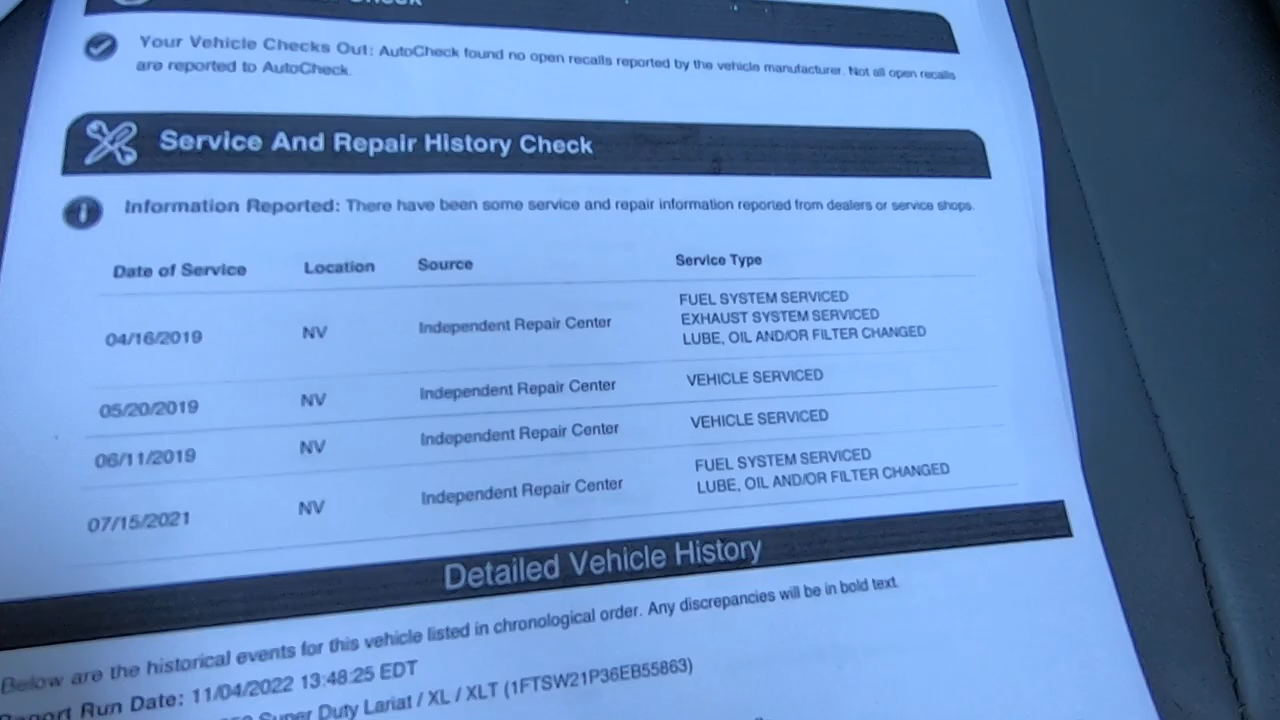 Your Vehicle Checks Out: AutoCheck found no open recalls reported by the vehicle manufacturer. Not all open recalls
are reported to AutoCheck.
Service And Repair History Check
Information Reported: There have been some service and repair information reported from dealers or service shops.
Date of Service Location Source Service Type
04/16/2019 NV Independent Repair Center FUEL SYSTEM SERVICED
EXHAUST SYSTEM SERVICED
LUBE, OIL AND/OR FILTER CHANGED
05/20/2019 NV Independent Repair Center VEHICLE SERVICED
06/11/2019 NV Independent Repair Center VEHICLE SERVICED
07/15/2021 NV Independent Repair Center FUEL SYSTEM SERVICED
LUBE, OIL AND/OR FILTER CHANGED
Detailed Vehicle History
Below are the historical events for this vehicle listed in chronological order. Any discrepancies will be in bold text.
Report Run Date: 11/04/2022 13:48:25 EDT
Super Duty Lariat / XL / XLT (1FTSW21P36EB55863)